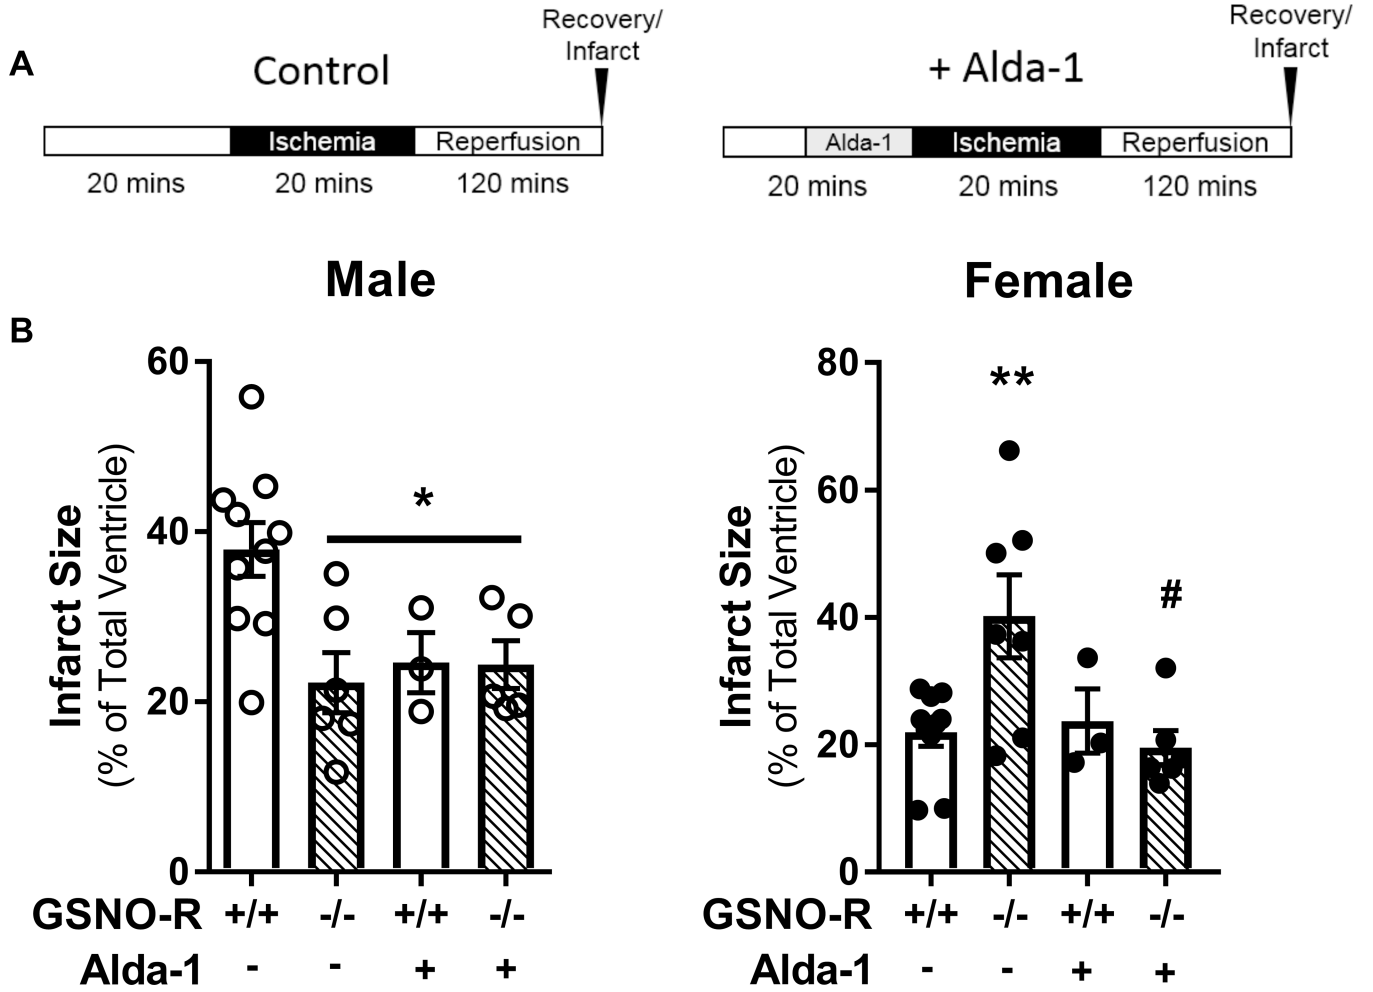 A
Control
Recovery/
Infarct
Ischemia
Reperfusion
20 mins
20 mins
120 mins
+ Alda-1
Recovery/
Infarct
Alda-1
Ischemia
Reperfusion
20 mins
20 mins
120 mins
B
Male
Infarct Size
(% of Total Ventricle)
60
40
20
0
*
GSNO-R +/+ -/- +/+ -/-
Alda-1 - - + +
Female
Infarct Size
(% of Total Ventricle)
80
60
40
20
0
**
#
GSNO-R +/+ -/- +/+ -/-
Alda-1 - - + +